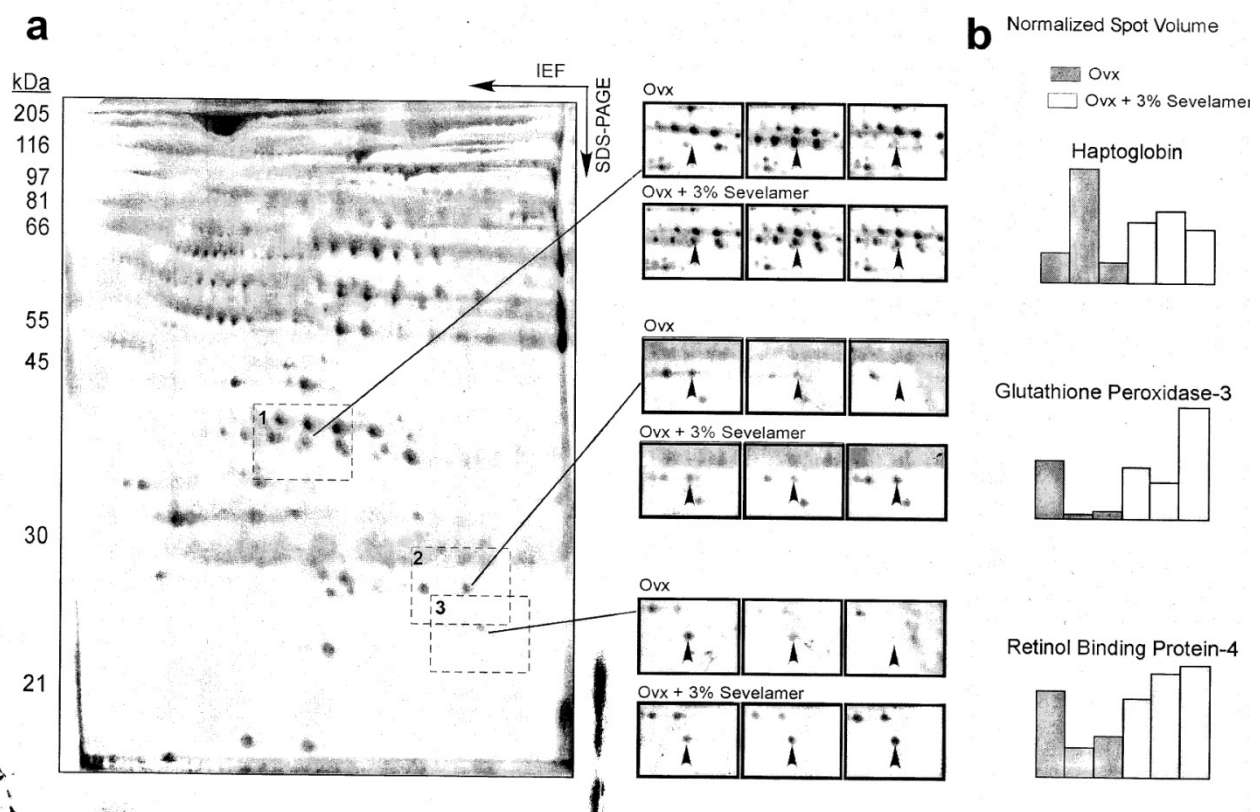 a
kDa
205
116
97
81
66
55
45
30
21
IEF
SDS-PAGE
1
2
3
Ovx
Ovx + 3% Sevelamer
Ovx
Ovx + 3% Sevelamer
Ovx
Ovx + 3% Sevelamer
b
Normalized Spot Volume
Ovx
Ovx + 3% Sevelamer
Haptoglobin
Glutathione Peroxidase-3
Retinol Binding Protein-4